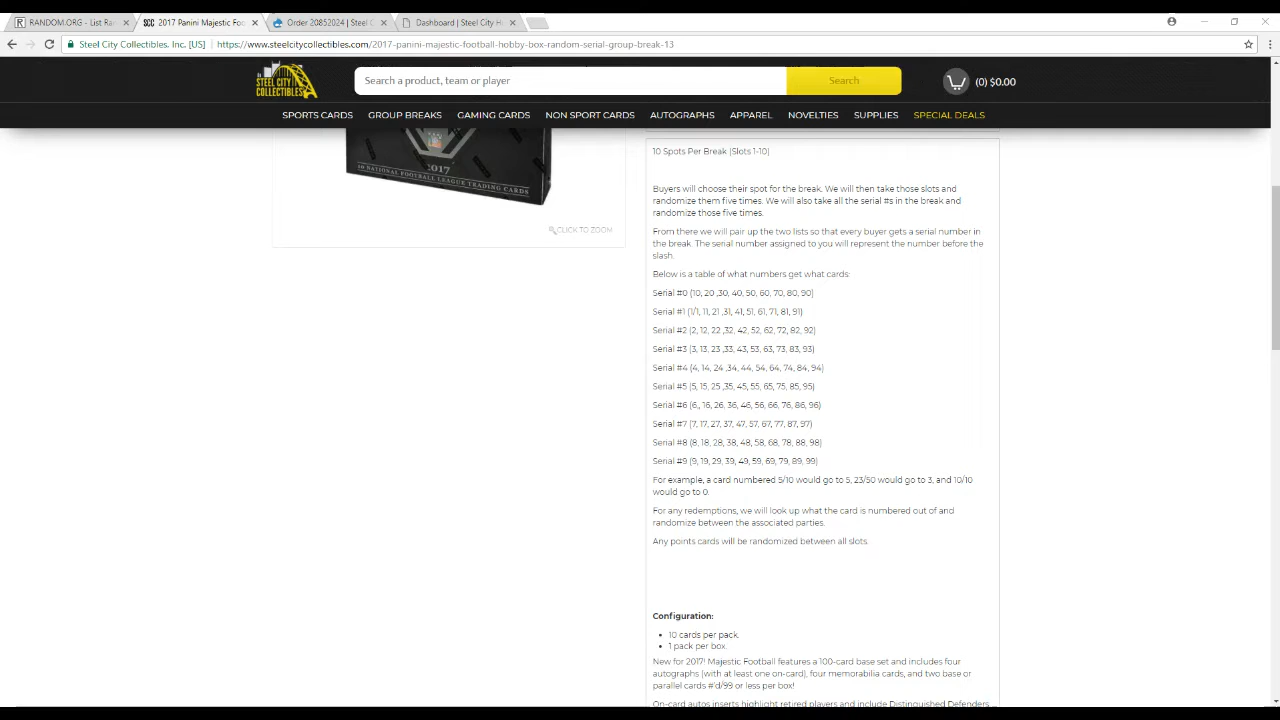 RANDOM.ORG - List Ra
2017 Panini Majestic Foo
Order 20852024 | Steel C
Dashboard | Steel City H
Steel City Collectibles. Inc. [US]
https://www.steelcitycollectibles.com/2017-panini-majestic-football-hobby-box-random-serial-group-break-13
STEEL CITY
COLLECTIBLES
Search a product, team or player
Search
(0) $0.00
SPORTS CARDS
GROUP BREAKS
GAMING CARDS
NON SPORT CARDS
AUTOGRAPHS
APPAREL
NOVELTIES
SUPPLIES
SPECIAL DEALS
2017
10 NATIONAL FOOTBALL LEAGUE TRADING CARDS
CLICK TO ZOOM
10 Spots Per Break (Slots 1-10)
Buyers will choose their spot for the break. We will then take those slots and
randomize them five times. We will also take all the serial #s in the break and
randomize those five times.
From there we will pair up the two lists so that every buyer gets a serial number in
the break. The serial number assigned to you will represent the number before the
slash.
Below is a table of what numbers get what cards:
Serial #0 (10, 20 ,30, 40, 50, 60, 70, 80, 90)
Serial #1 (1/1, 11, 21 ,31, 41, 51, 61, 71, 81, 91)
Serial #2 (2, 12, 22 ,32, 42, 52, 62, 72, 82, 92)
Serial #3 (3, 13, 23 ,33, 43, 53, 63, 73, 83, 93)
Serial #4 (4, 14, 24 ,34, 44, 54, 64, 74, 84, 94)
Serial #5 (5, 15, 25 ,35, 45, 55, 65, 75, 85, 95)
Serial #6 (6,, 16, 26, 36, 46, 56, 66, 76, 86, 96)
Serial #7 (7, 17, 27, 37, 47, 57, 67, 77, 87, 97)
Serial #8 (8, 18, 28, 38, 48, 58, 68, 78, 88, 98)
Serial #9 (9, 19, 29, 39, 49, 59, 69, 79, 89, 99)
For example, a card numbered 5/10 would go to 5, 23/50 would go to 3, and 10/10
would go to 0.
For any redemptions, we will look up what the card is numbered out of and
randomize between the associated parties.
Any points cards will be randomized between all slots.
Configuration:
10 cards per pack.
1 pack per box.
New for 2017! Majestic Football features a 100-card base set and includes four
autographs (with at least one on-card), four memorabilia cards, and two base or
parallel cards #'d/99 or less per box!
On-card autos inserts highlight retired players and include Distinguished Defenders,